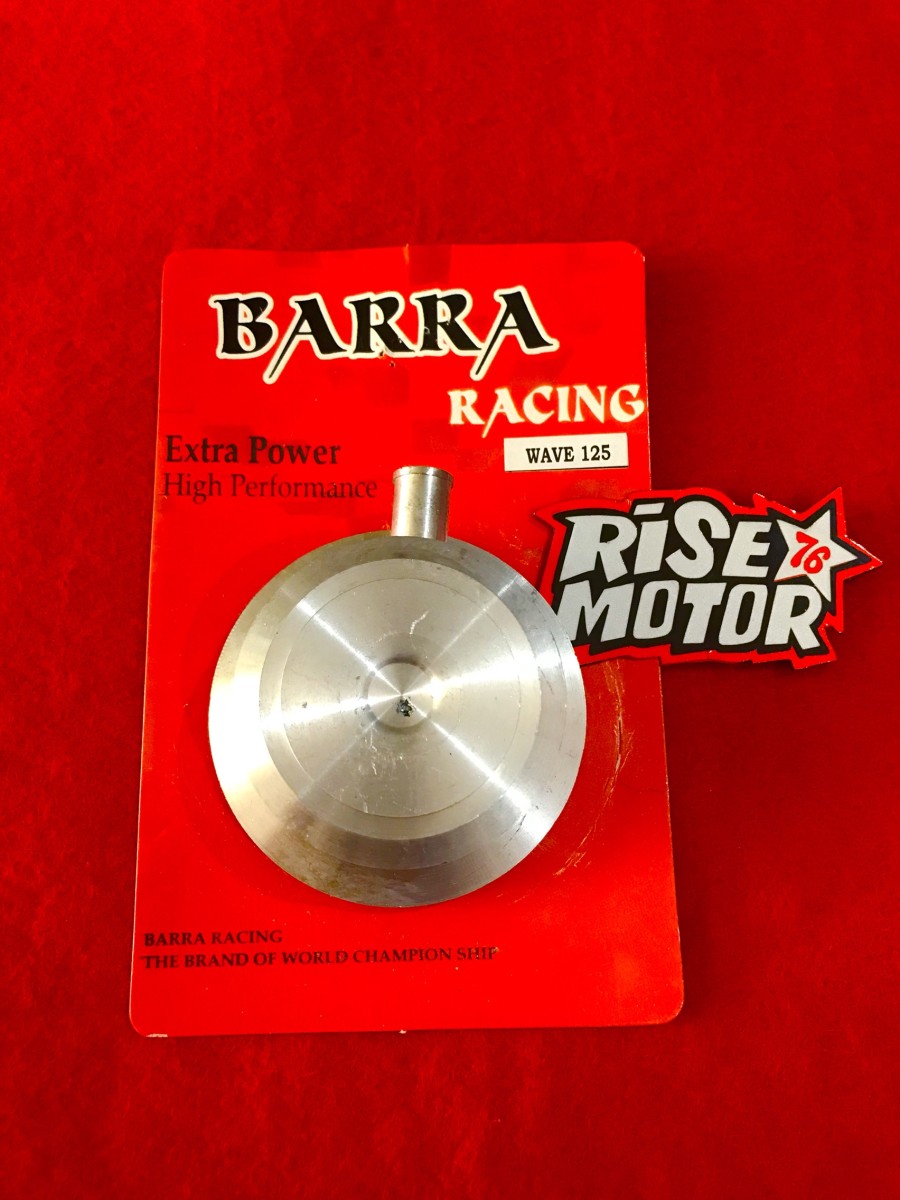 BARRA
RACING
WAVE 125
Extra Power
High Performance
RiSE
76
MOTOR
BARRA RACING
THE BRAND OF WORLD CHAMPION SHIP